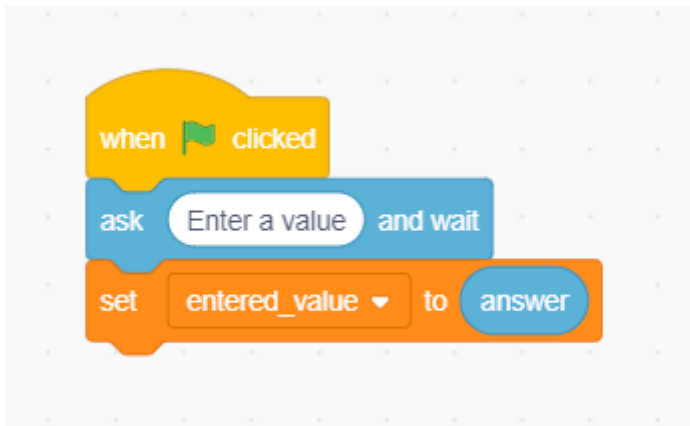 when clicked
ask Enter a value and wait
set entered_value to answer